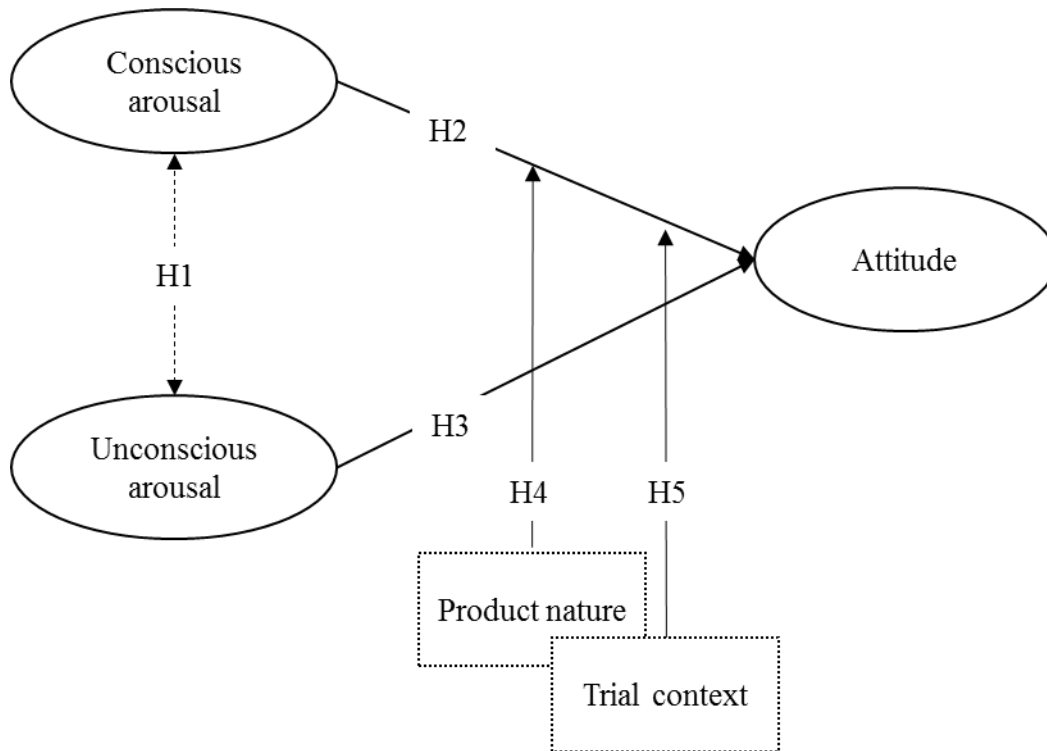 Conscious
arousal
H2
H1
Attitude
Unconscious
arousal
H3
H4
H5
Product nature
Trial context